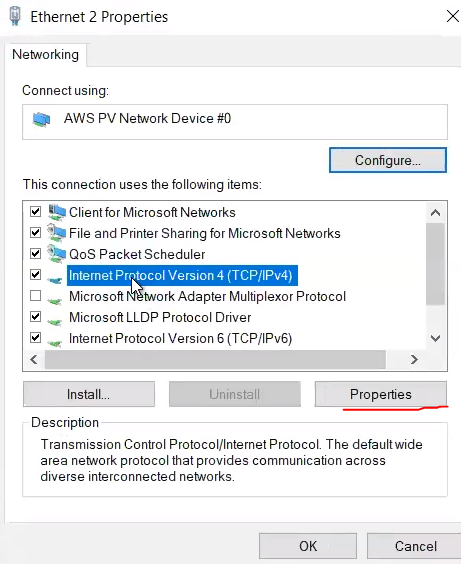 Ethernet 2 Properties
Networking
Connect using:
AWS PV Network Device #0
Configure...
This connection uses the following items:
Client for Microsoft Networks
File and Printer Sharing for Microsoft Networks
QoS Packet Scheduler
Internet Protocol Version 4 (TCP/IPv4)
Microsoft Network Adapter Multiplexor Protocol
Microsoft LLDP Protocol Driver
Internet Protocol Version 6 (TCP/IPv6)
Install...
Uninstall
Properties
Description
Transmission Control Protocol/Internet Protocol. The default wide
area network protocol that provides communication across
diverse interconnected networks.
OK
Cancel